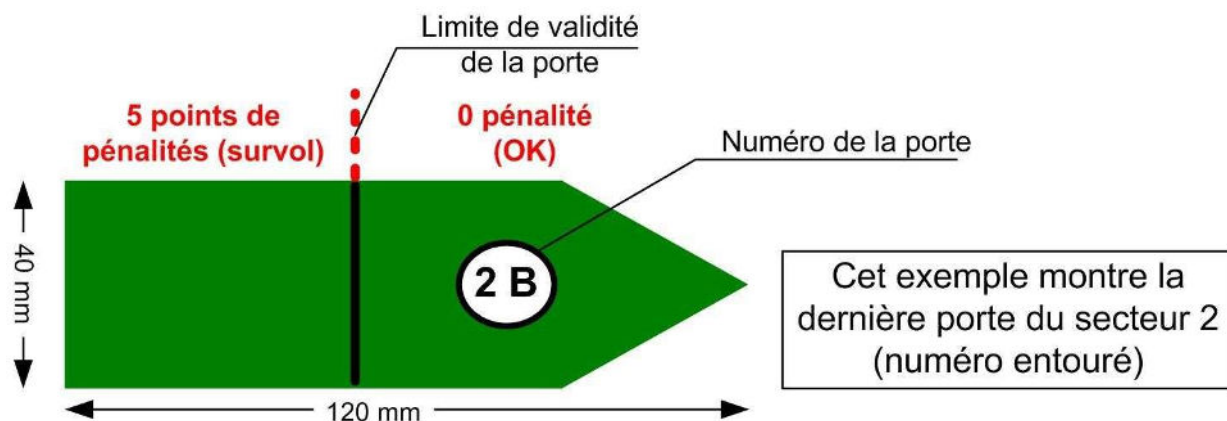 Limite de validité
de la porte
5 points de
pénalités (survol)
0 pénalité
(OK)
Numéro de la porte
40 mm
2 B
Cet exemple montre la
dernière porte du secteur 2
(numéro entouré)
120 mm